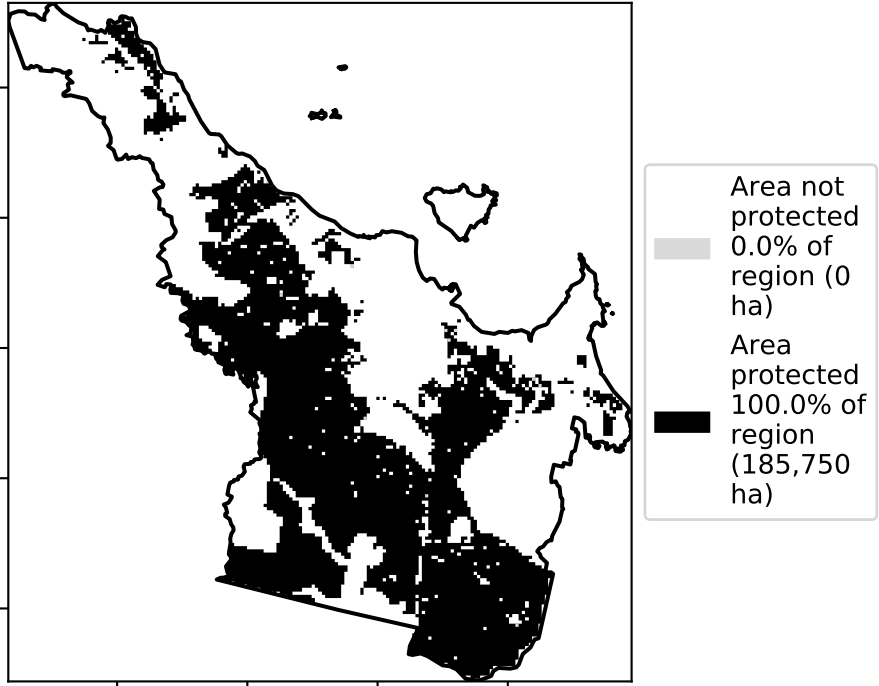 Area not
protected
0.0% of
region (0
ha)
Area
protected
100.0% of
region
(185,750
ha)